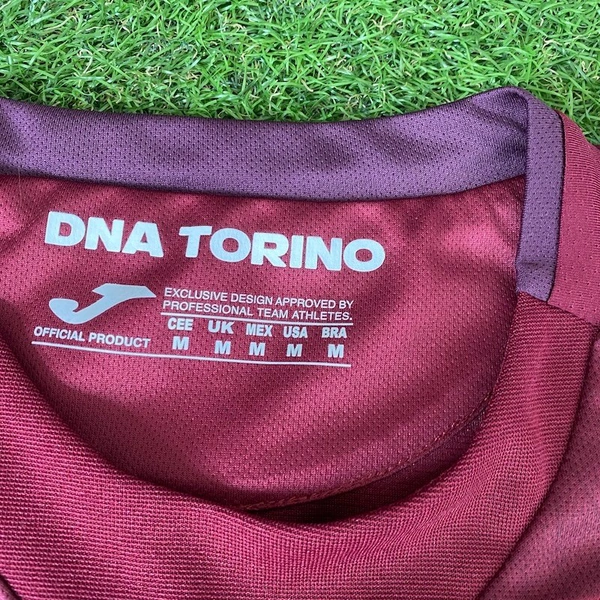 DNA TORINO
EXCLUSIVE DESIGN APPROVED BY
PROFESSIONAL TEAM ATHLETES.
OFFICIAL PRODUCT
CEE UK MEX USA BRA
M M M M M